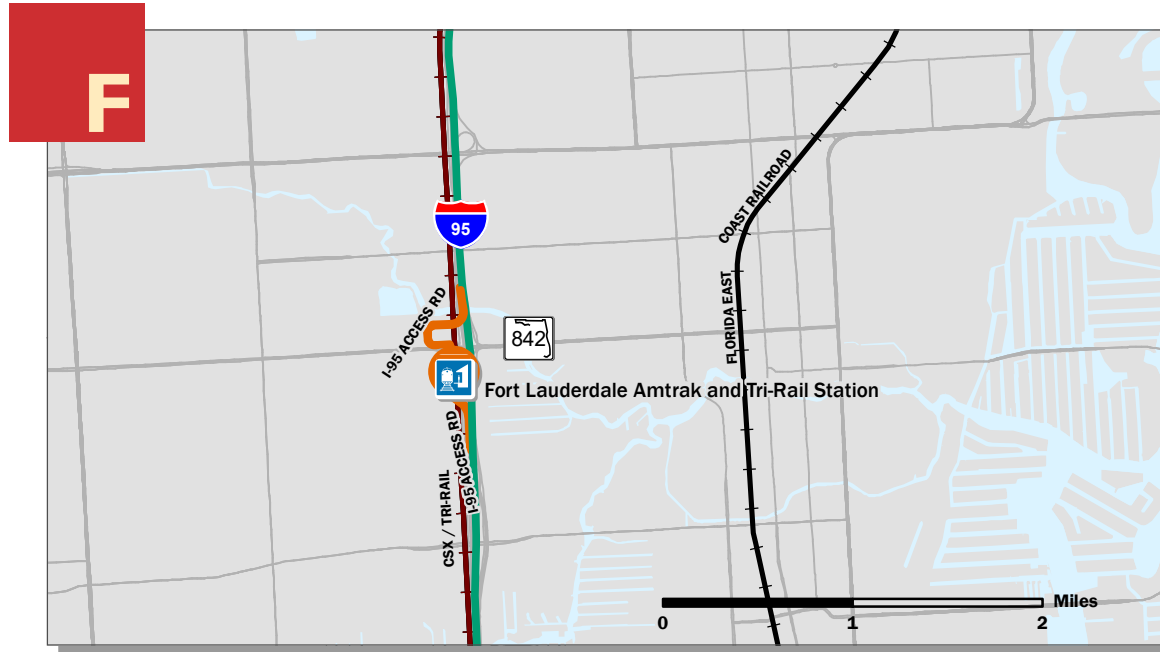 F
COAST RAILROAD
95
I-95 ACCESS RD
FLORIDA EAST
842
Fort Lauderdale Amtrak and Tri-Rail Station
I-95 ACCESS RD
CSX / TRI-RAIL
Miles
0 1 2